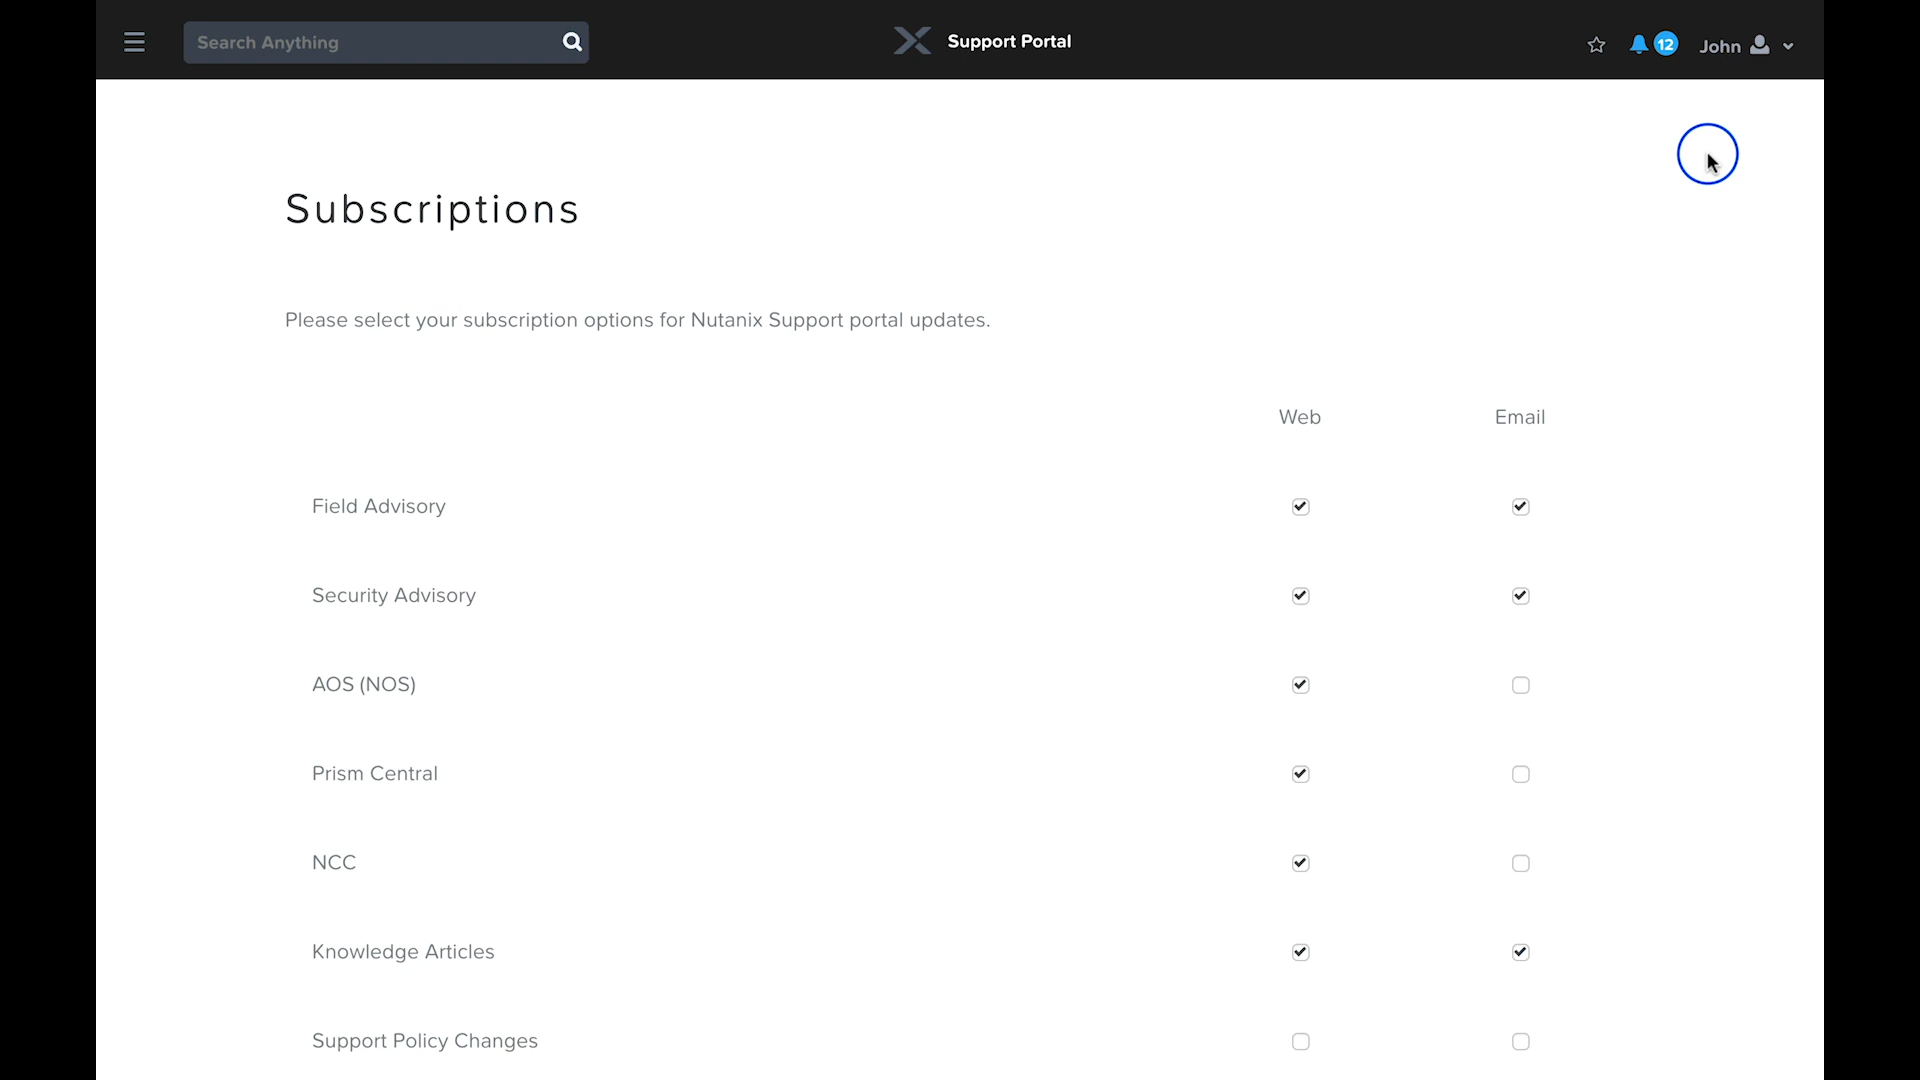 Search Anything
Support Portal
12
John
Subscriptions
Please select your subscription options for Nutanix Support portal updates.
Web Email
Field Advisory
Security Advisory
AOS (NOS)
Prism Central
NCC
Knowledge Articles
Support Policy Changes